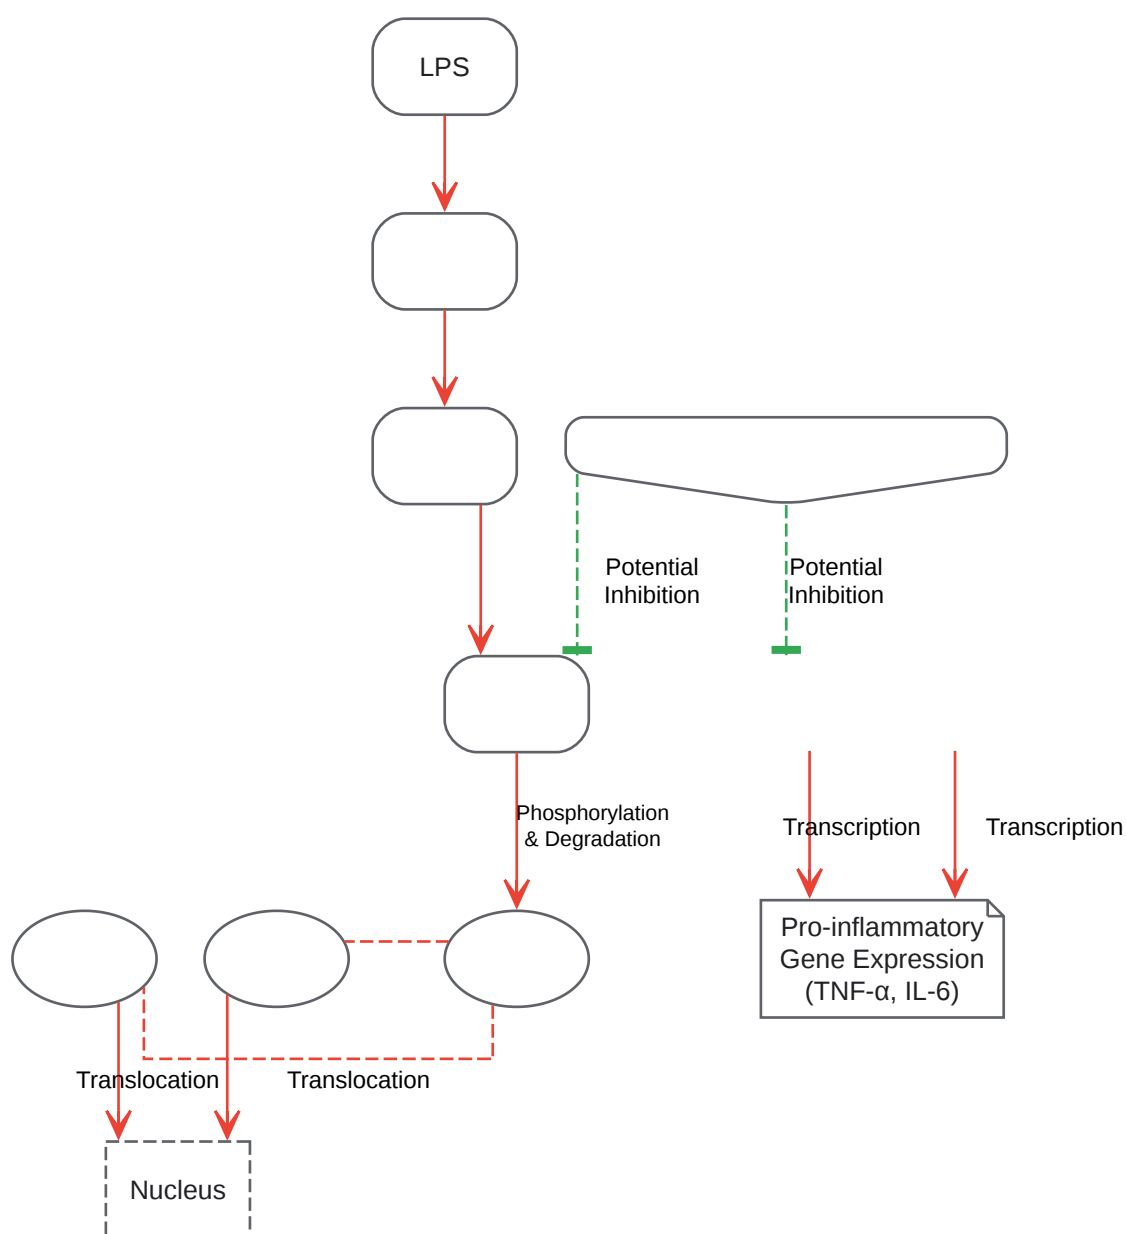 LPS
Potential
Inhibition
Potential
Inhibition
Phosphorylation
& Degradation
Transcription
Transcription
Pro-inflammatory
Gene Expression
(TNF-α, IL-6)
Translocation
Translocation
Nucleus